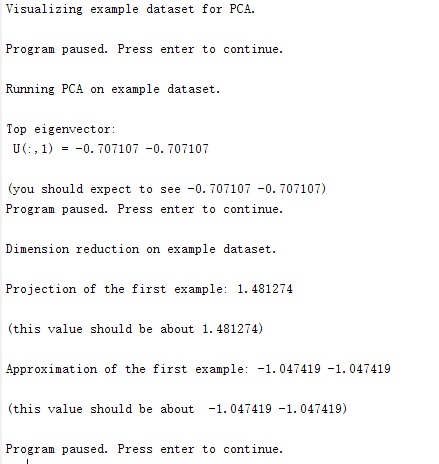 Visualizing example dataset for PCA.
Program paused. Press enter to continue.
Running PCA on example dataset.
Top eigenvector:
U(:,1) = -0.707107 -0.707107
(you should expect to see -0.707107 -0.707107)
Program paused. Press enter to continue.
Dimension reduction on example dataset.
Projection of the first example: 1.481274
(this value should be about 1.481274)
Approximation of the first example: -1.047419 -1.047419
(this value should be about  -1.047419 -1.047419)
Program paused. Press enter to continue.